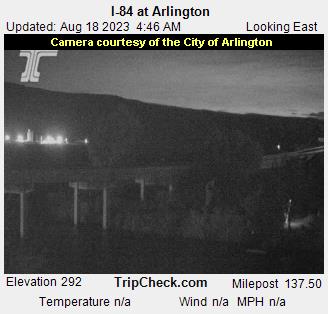 I-84 at Arlington
Updated: Aug 18 2023 4:46 AM Looking East
Camera courtesy of the City of Arlington
Elevation 292 TripCheck.com Milepost 137.50
Temperature n/a Wind n/a MPH n/a